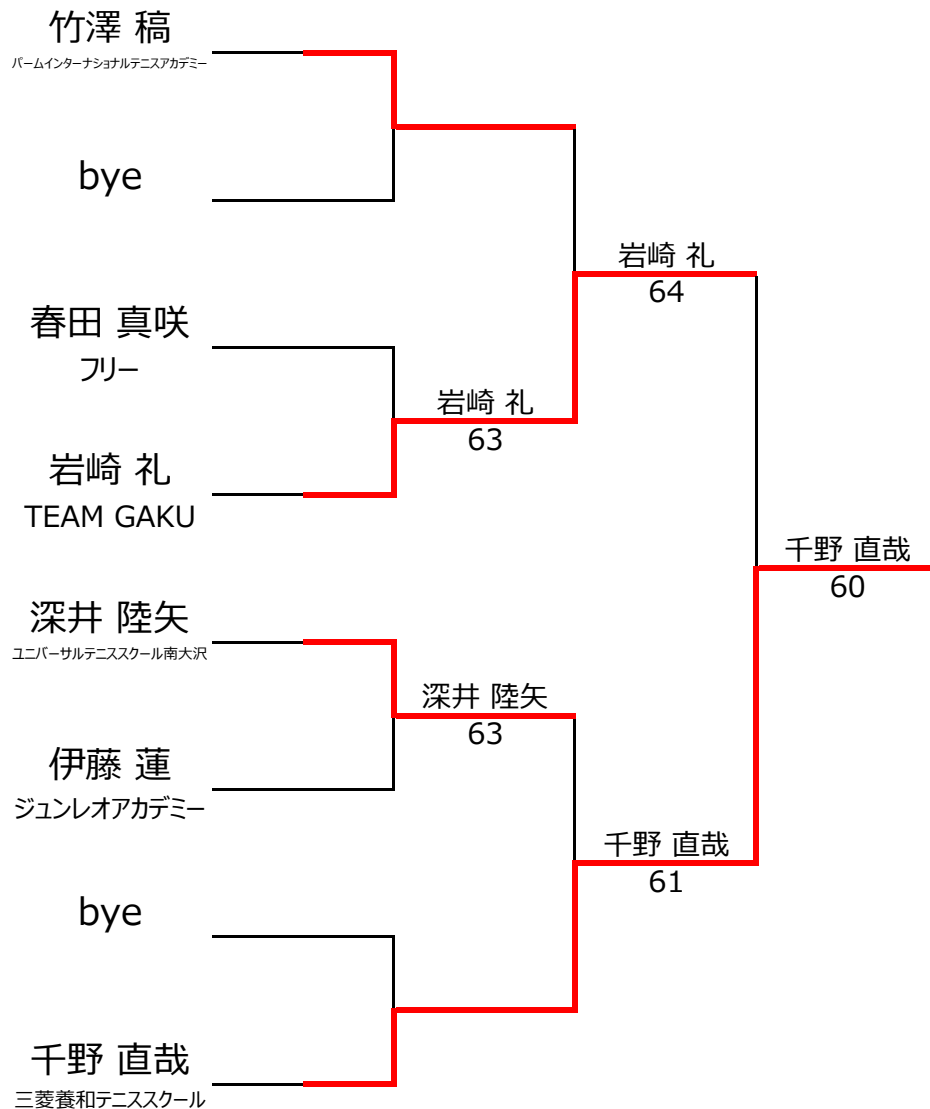 竹澤 稿
パームインターナショナルテニスアカデミー
bye
春田 真咲
フリー
岩崎 礼
TEAM GAKU
深井 陸矢
ユニバーサルテニススクール南大沢
伊藤 蓮
ジュンレオアカデミー
bye
千野 直哉
三菱養和テニススクール
岩崎 礼
63
深井 陸矢
63
岩崎 礼
64
千野 直哉
61
千野 直哉
60